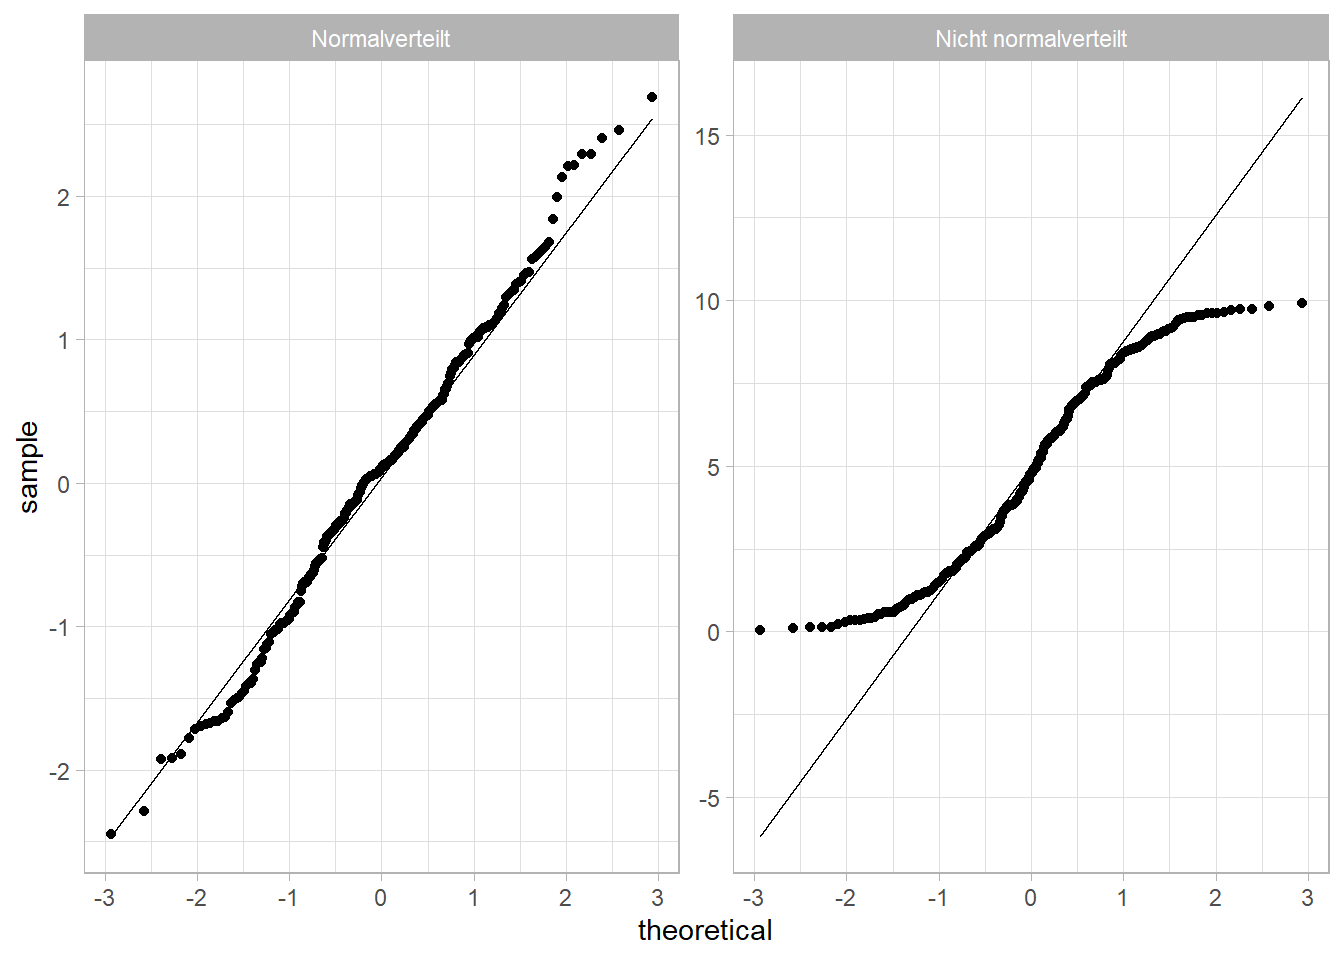 Normalverteilt
Nicht normalverteilt
sample
2
1
0
-1
-2
15
10
5
0
-5
-3 -2 -1 0 1 2 3
-3 -2 -1 0 1 2 3
theoretical